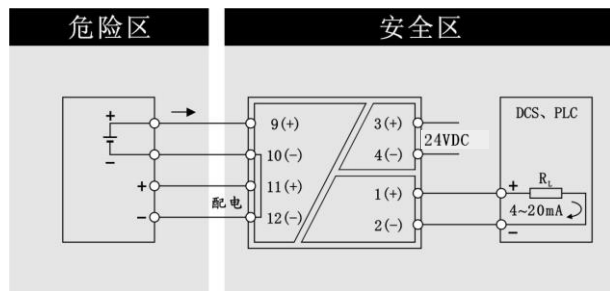 危险区
安全区
+
−
+
−
配电
9(+)
10(−)
11(+)
12(−)
3(+)
4(−)
24VDC
1(+)
2(−)
DCS、PLC
+
RL
4~20mA
−